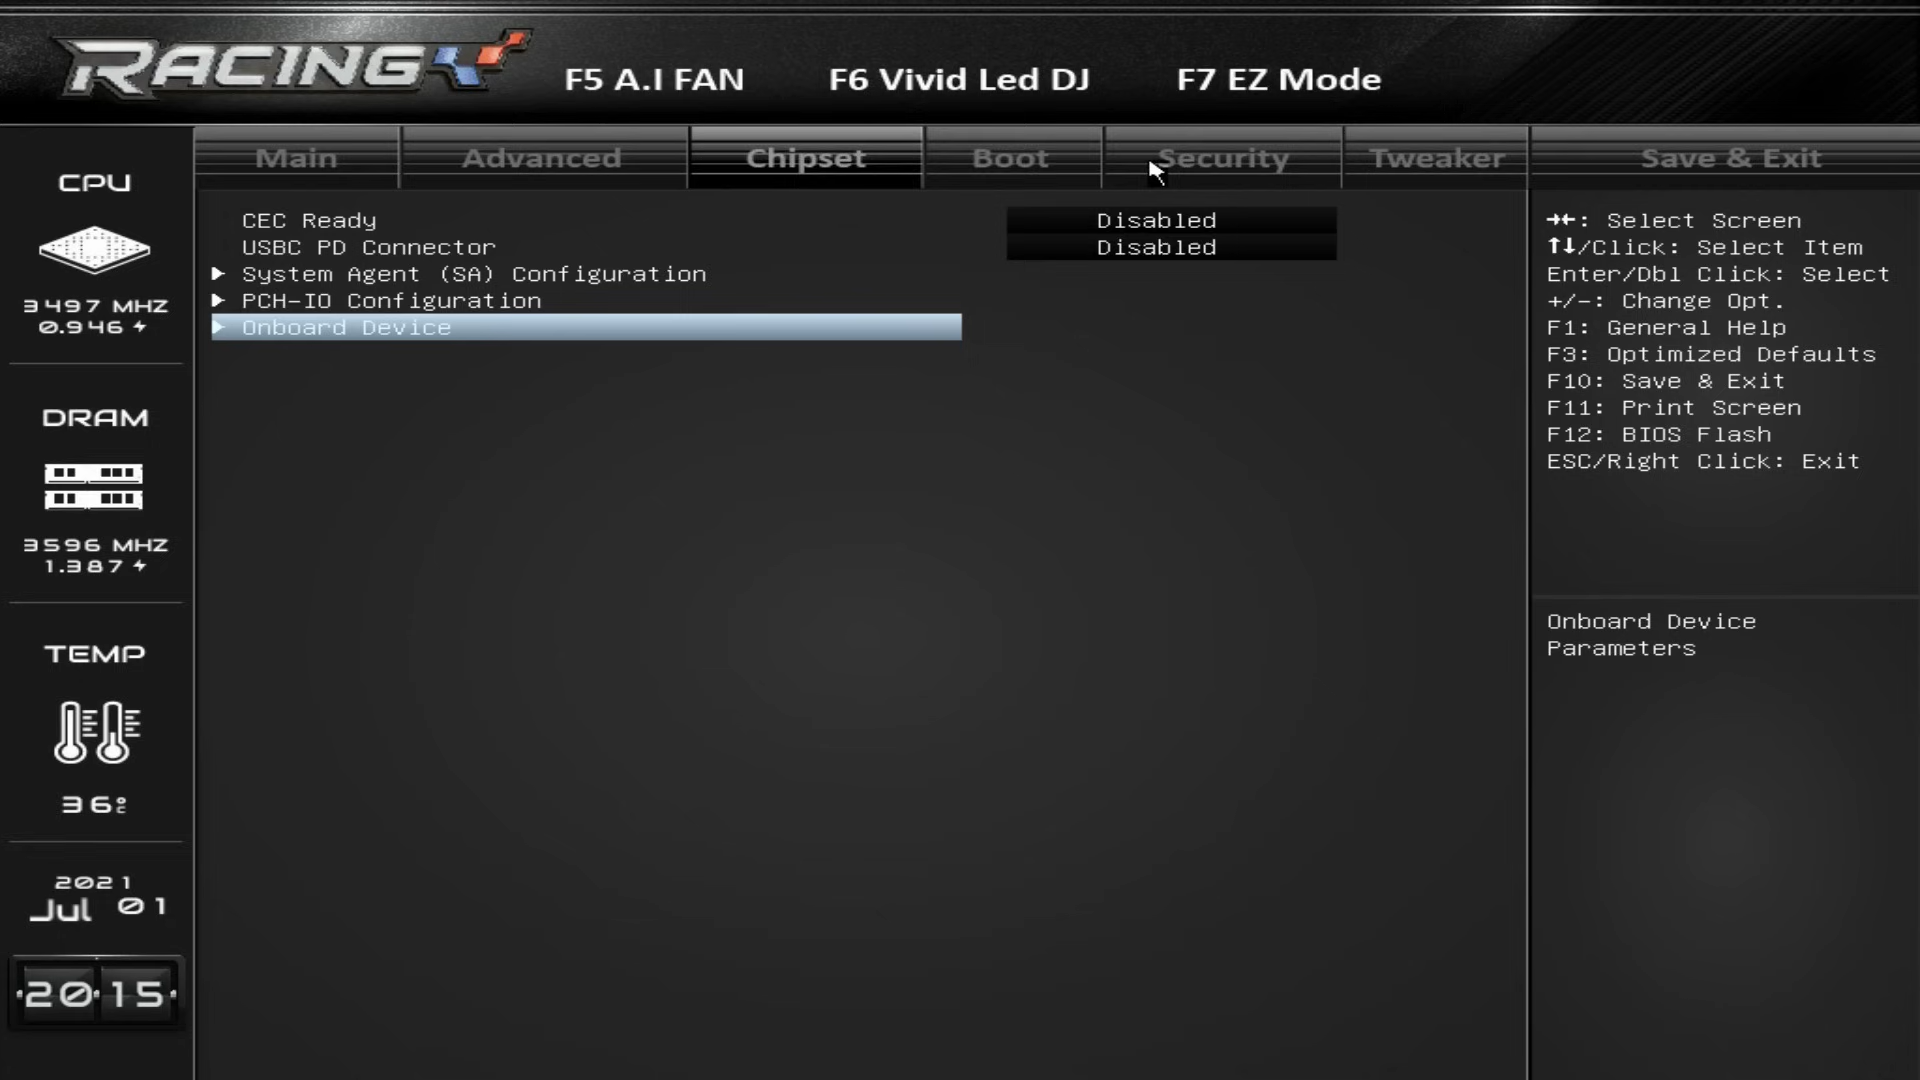 RACING
F5 A.I FAN
F6 Vivid Led DJ
F7 EZ Mode
Main
Advanced
Chipset
Boot
Security
Tweaker
Save & Exit
CPU
3497 MHZ
0.946
DRAM
3596 MHZ
1.387
TEMP
36°C
2021
Jul 01
20 15
CEC Ready Disabled
USBC PD Connector Disabled
System Agent (SA) Configuration
PCH-IO Configuration
Onboard Device
→←: Select Screen
↑↓/Click: Select Item
Enter/Dbl Click: Select
+/-: Change Opt.
F1: General Help
F3: Optimized Defaults
F10: Save & Exit
F11: Print Screen
F12: BIOS Flash
ESC/Right Click: Exit
Onboard Device
Parameters